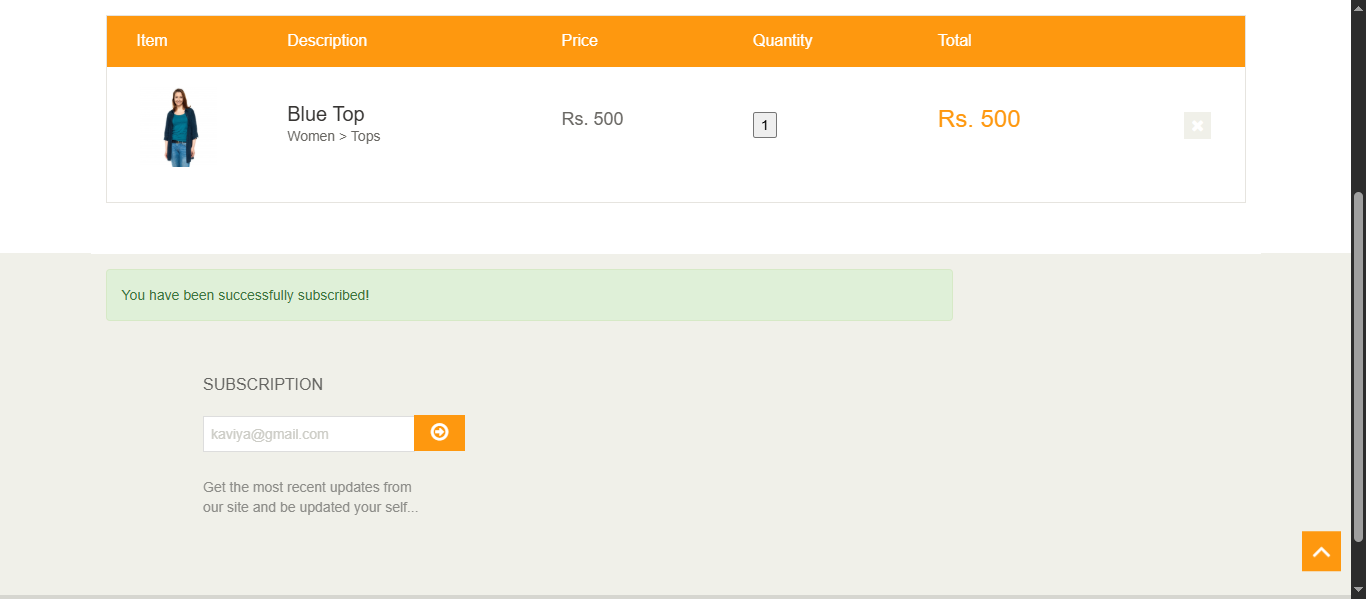 Item Description Price Quantity Total
Blue Top Rs. 500 1 Rs. 500
Women > Tops
You have been successfully subscribed!
SUBSCRIPTION
kaviya@gmail.com
Get the most recent updates from
our site and be updated your self...